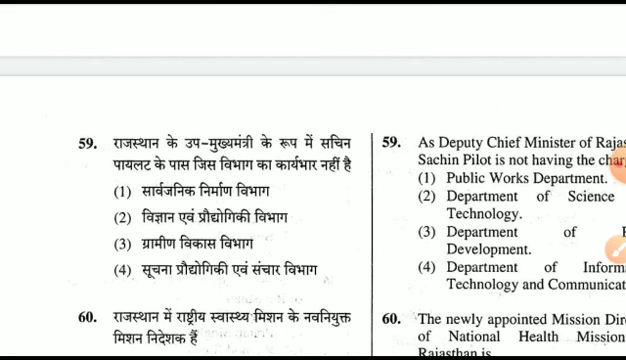 59. राजस्थान के उप-मुख्यमंत्री के रूप में सचिन
पायलट के पास जिस विभाग का कार्यभार नहीं है
(1) सार्वजनिक निर्माण विभाग
(2) विज्ञान एवं प्रौद्योगिकी विभाग
(3) ग्रामीण विकास विभाग
(4) सूचना प्रौद्योगिकी एवं संचार विभाग
60. राजस्थान में राष्ट्रीय स्वास्थ्य मिशन के नवनियुक्त
मिशन निदेशक हैं
59. As Deputy Chief Minister of Rajas
Sachin Pilot is not having the char
(1) Public Works Department.
(2) Department of Science
Technology.
(3) Department of
Development.
(4) Department of Inform
Technology and Communicat
60. The newly appointed Mission Dir
of National Health Mission
Rajasthan is